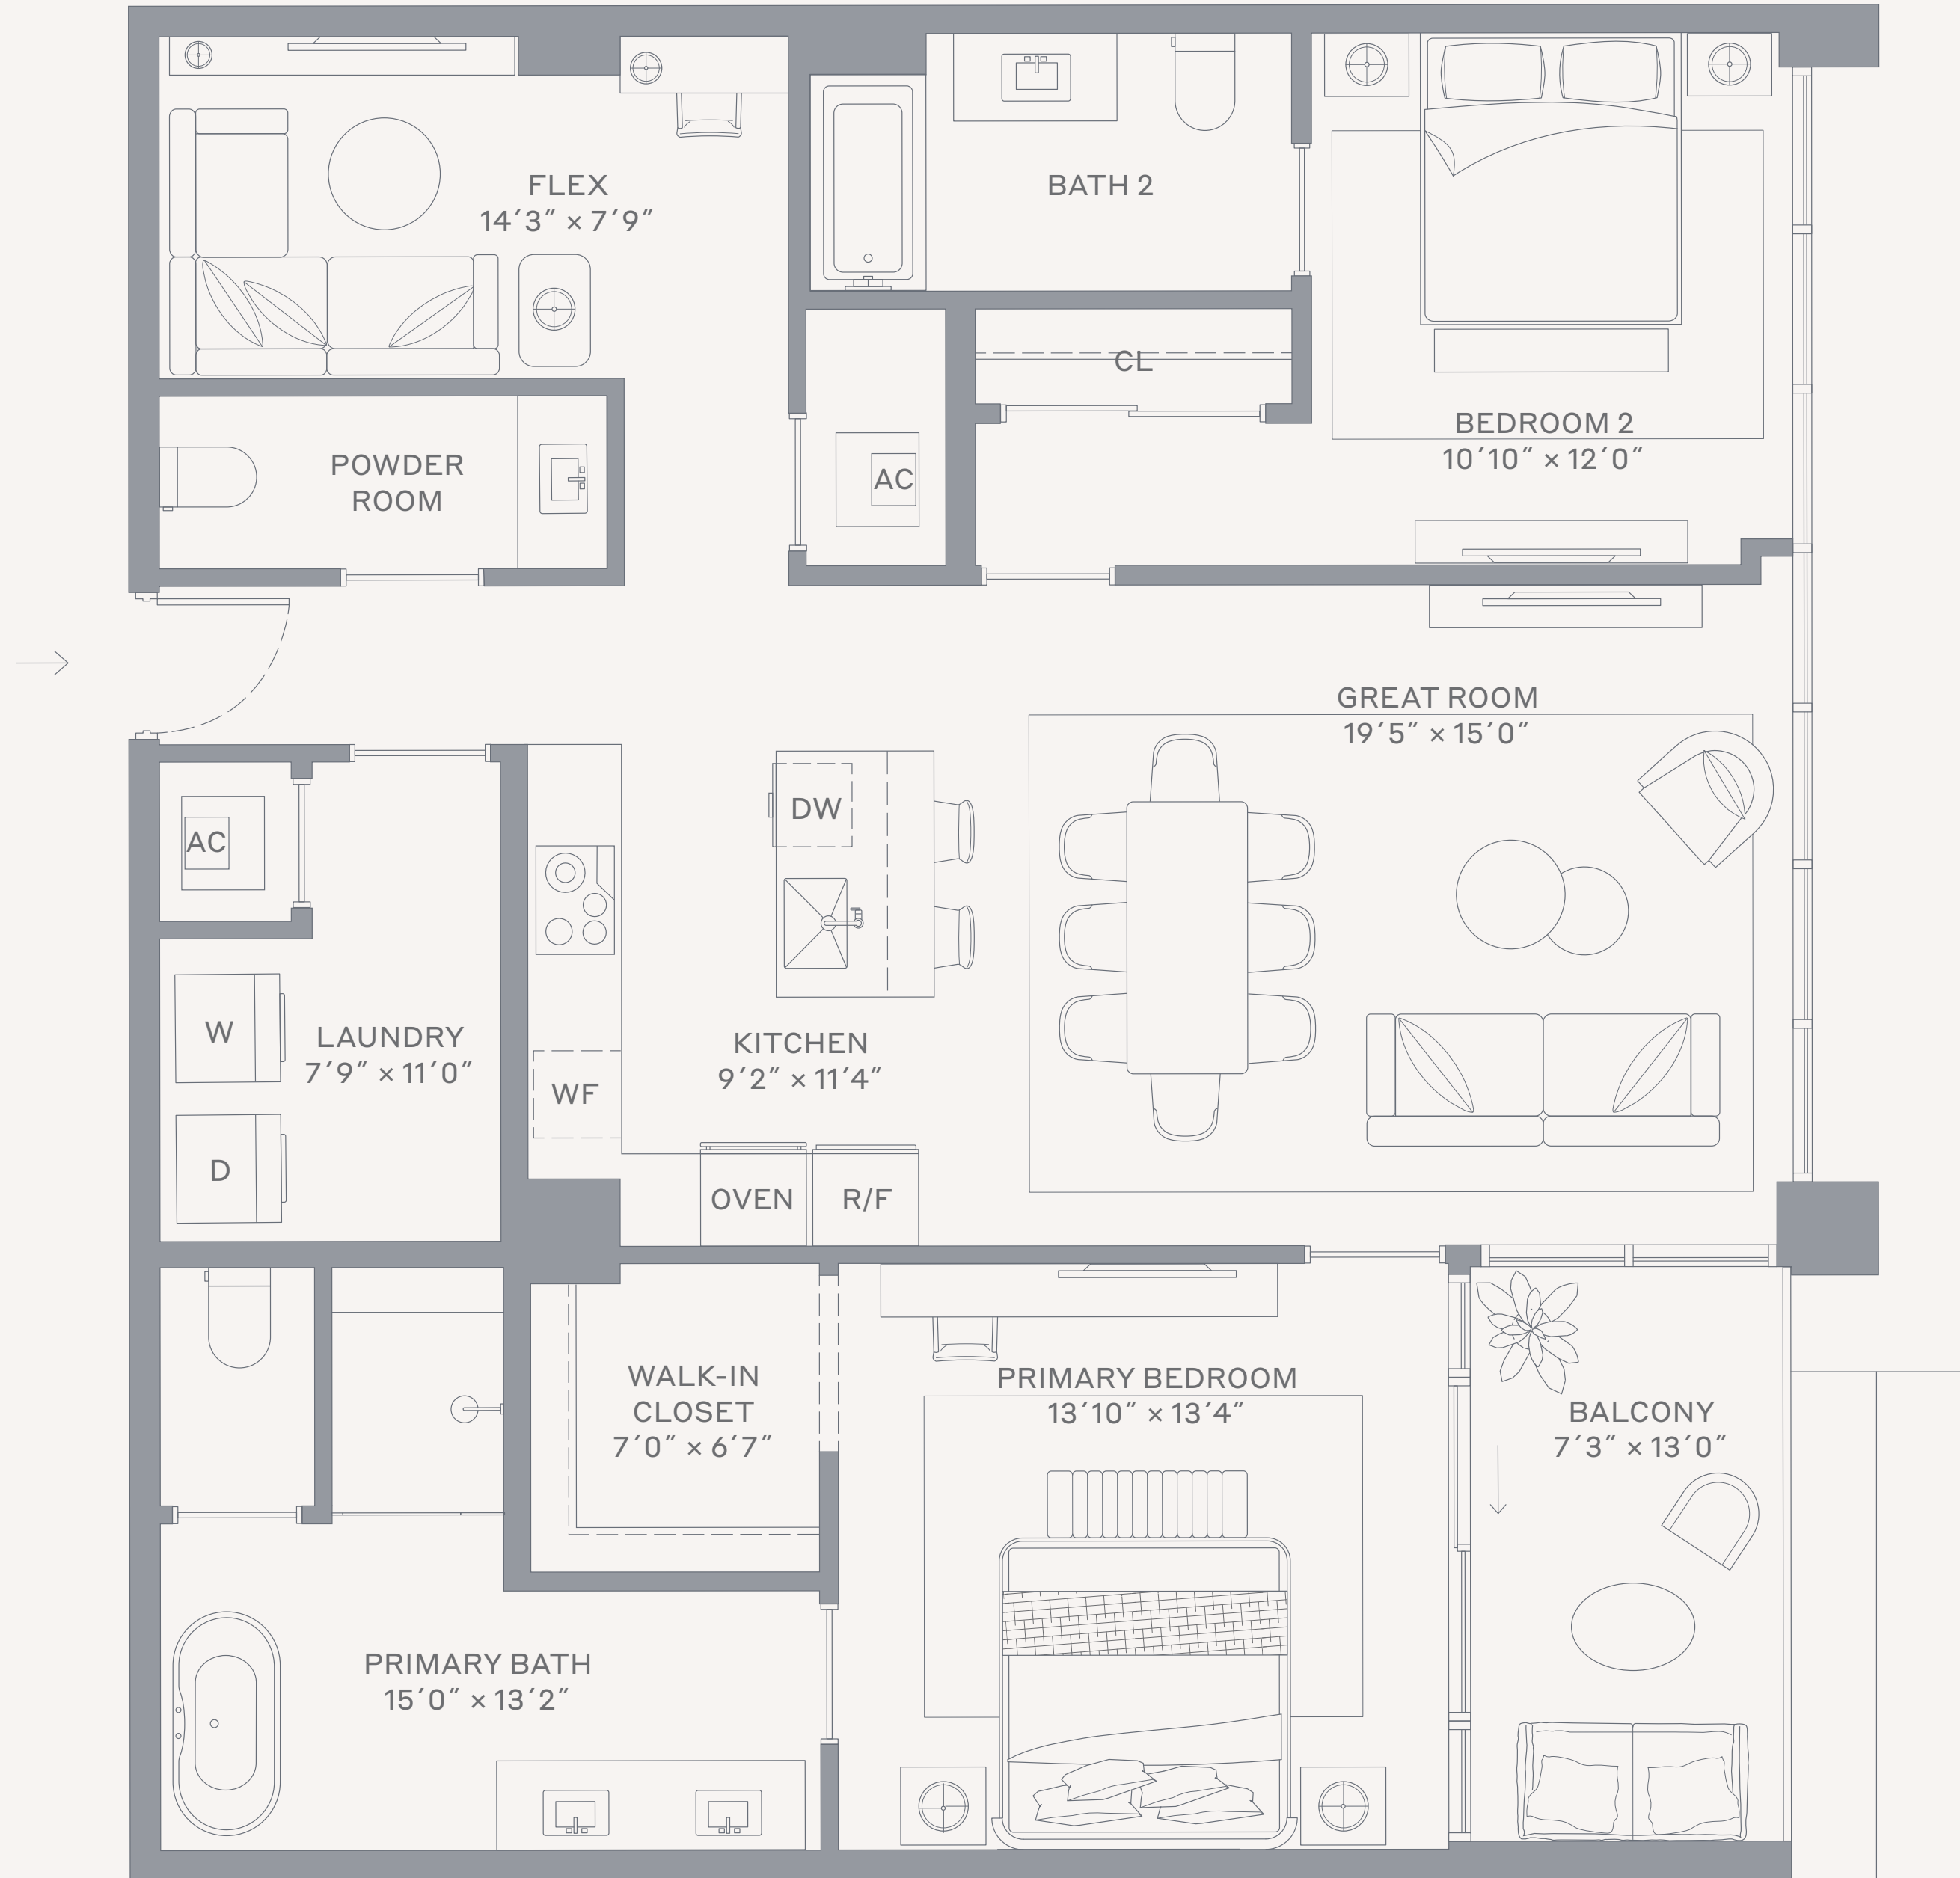 FLEX
14′3″ × 7′9″
BATH 2
CL
BEDROOM 2
10′10″ × 12′0″
POWDER
ROOM
AC
GREAT ROOM
19′5″ × 15′0″
DW
AC
W
LAUNDRY
7′9″ × 11′0″
KITCHEN
9′2″ × 11′4″
WF
D
OVEN
R/F
WALK-IN
CLOSET
7′0″ × 6′7″
PRIMARY BEDROOM
13′10″ × 13′4″
BALCONY
7′3″ × 13′0″
PRIMARY BATH
15′0″ × 13′2″